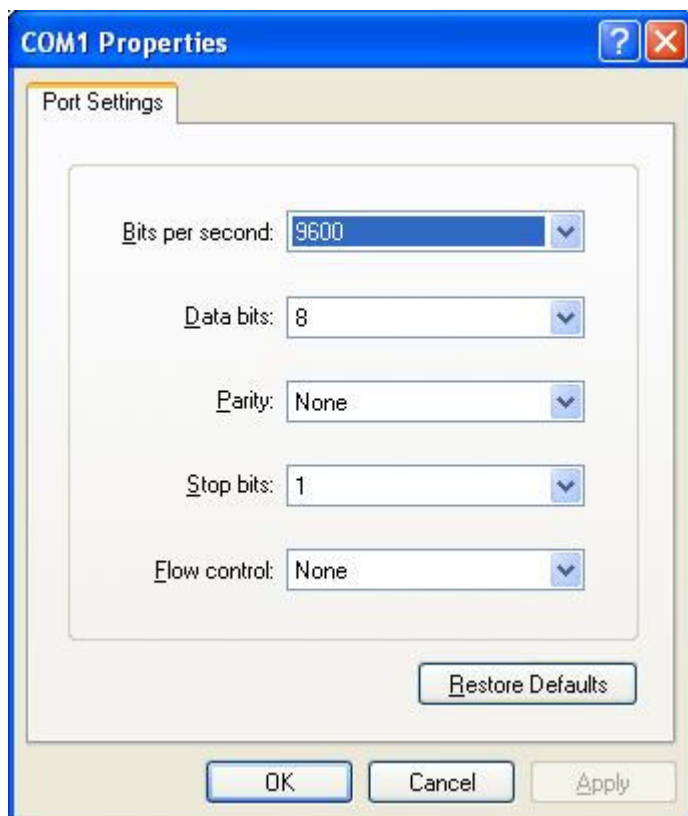 COM1 Properties
Port Settings
Bits per second: 9600
Data bits: 8
Parity: None
Stop bits: 1
Flow control: None
Restore Defaults
OK Cancel Apply